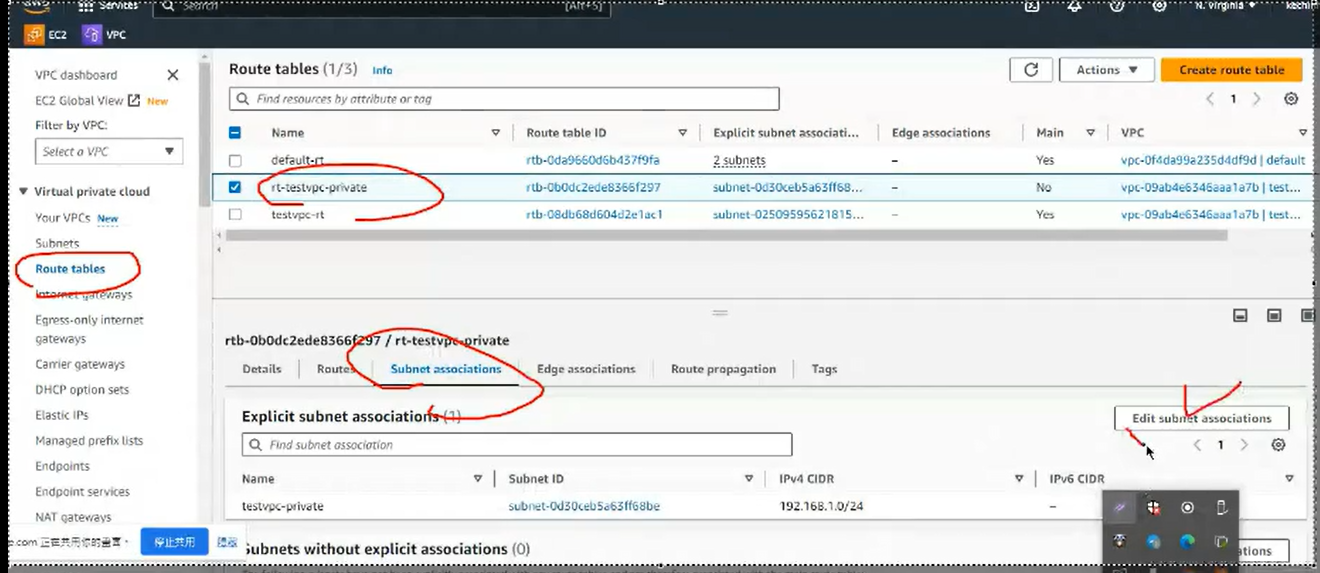 aws Services Search [Alt+S] N. Virginia
EC2 VPC
VPC dashboard
EC2 Global View New
Filter by VPC:
Select a VPC
Virtual private cloud
Your VPCs New
Subnets
Route tables
Internet gateways
Egress-only internet
gateways
Carrier gateways
DHCP option sets
Elastic IPs
Managed prefix lists
Endpoints
Endpoint services
NAT gateways
Route tables (1/3) Info Actions Create route table
Find resources by attribute or tag 1
Name Route table ID Explicit subnet associati... Edge associations Main VPC
default-rt rtb-0da9660d6b437f9fa 2 subnets – Yes vpc-0f4da99a235d4df9d | default
rt-testvpc-private rtb-0b0dc2ede8366f297 subnet-0d30ceb5a63ff68... – No vpc-09ab4e6346aaa1a7b | test...
testvpc-rt rtb-08db68d604d2e1ac1 subnet-02509595621815... – Yes vpc-09ab4e6346aaa1a7b | test...
rtb-0b0dc2ede8366f297 / rt-testvpc-private
Details Routes Subnet associations Edge associations Route propagation Tags
Explicit subnet associations (1) Edit subnet associations
Find subnet association 1
Name Subnet ID IPv4 CIDR IPv6 CIDR
testvpc-private subnet-0d30ceb5a63ff68be 192.168.1.0/24 –
Subnets without explicit associations (0)
.com 正在共用你的畫面。 停止共用 隱藏